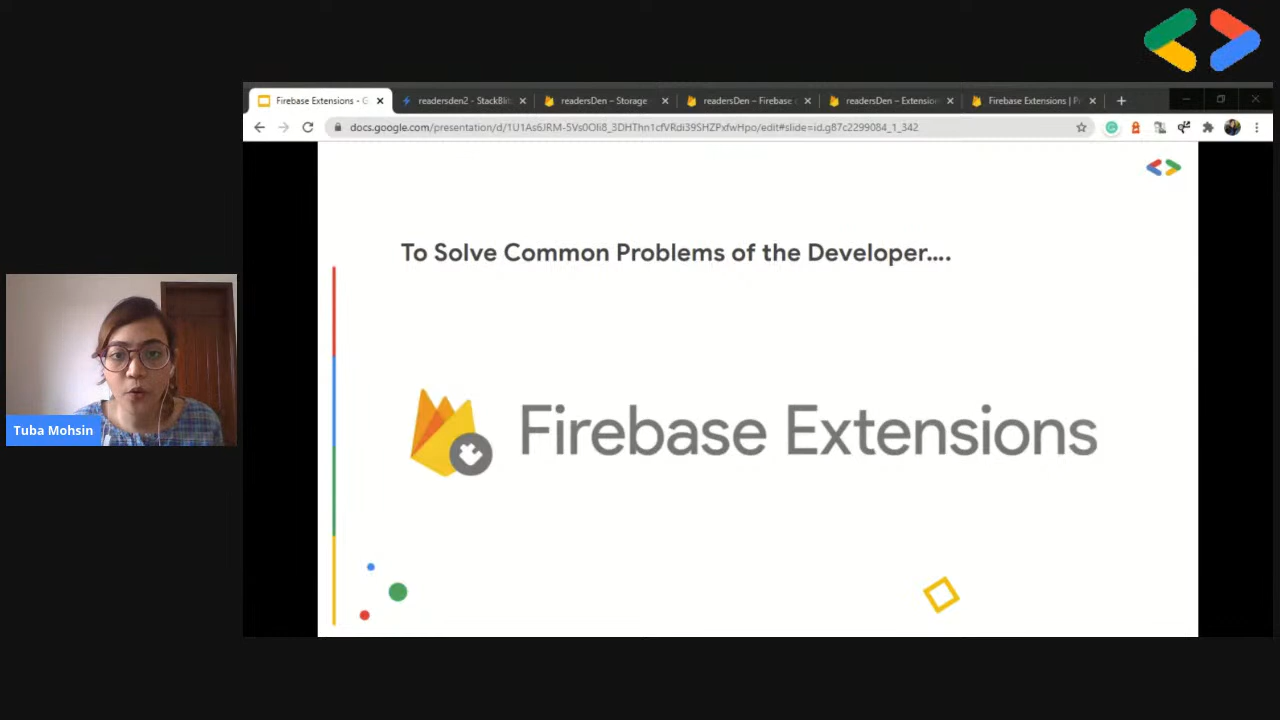 Firebase Extensions - G
readersden2 - StackBlit
readersDen – Storage
readersDen – Firebase
readersDen – Extension
Firebase Extensions | P
docs.google.com/presentation/d/1U1As6JRM-SVs0Oli8_3DHThn1cfVRdi39SHZPxfwHpo/edit#slide=id.g87c2299084_1_342
To Solve Common Problems of the Developer....
Firebase Extensions
Tuba Mohsin